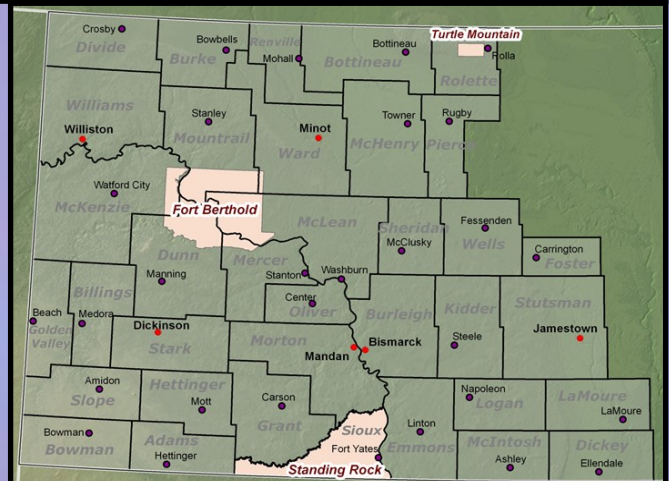 Turtle Mountain
Crosby
Divide
Bowbells
Burke
Renville
Mohall
Bottineau
Bottineau
Rolla
Rolette
Williams
Williston
Stanley
Mountrail
Minot
Ward
Towner
McHenry
Rugby
Pierc
Watford City
McKenzie
Fort Berthold
McLean
Sheridan
McClusky
Fessenden
Wells
Carrington
Foster
Dunn
Manning
Mercer
Stanton
Washburn
Center
Oliver
Billings
Beach
Medora
Golden
Valley
Dickinson
Stark
Morton
Mandan
Burleigh
Bismarck
Kidder
Steele
Stutsman
Jamestown
Amidon
Slope
Hettinger
Mott
Carson
Grant
Sioux
Fort Yates
Linton
Emmons
Napoleon
Logan
LaMoure
LaMoure
Bowman
Bowman
Adams
Hettinger
Standing Rock
McIntosh
Ashley
Dickey
Ellendale